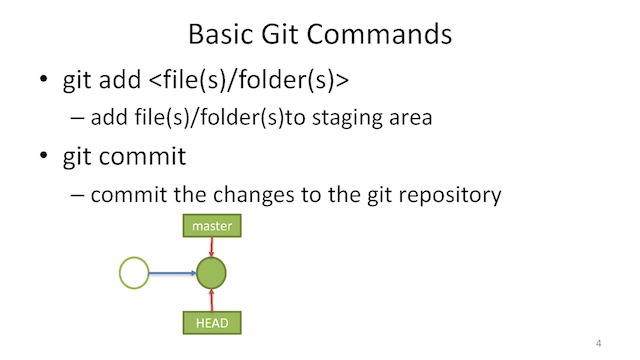 Basic Git Commands
• git add <file(s)/folder(s)>
– add file(s)/folder(s)to staging area
• git commit
– commit the changes to the git repository
master
HEAD
4